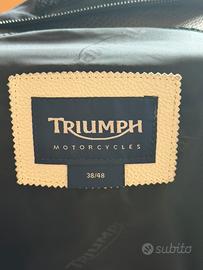 TRIUMPH
MOTORCYCLES
38/48
subito